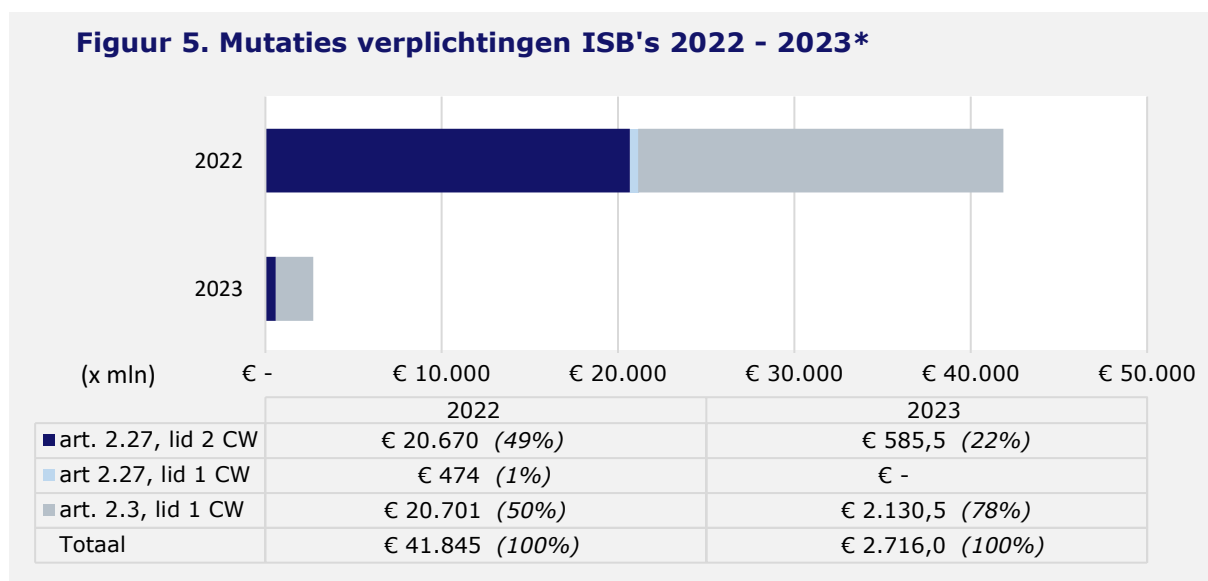 Figuur 5. Mutaties verplichtingen ISB's 2022 - 2023*
2022
2023
(x mln) € - € 10.000 € 20.000 € 30.000 € 40.000 € 50.000
2022 2023
art. 2.27, lid 2 CW € 20.670 (49%) € 585,5 (22%)
art 2.27, lid 1 CW € 474 (1%) € -
art. 2.3, lid 1 CW € 20.701 (50%) € 2.130,5 (78%)
Totaal € 41.845 (100%) € 2.716,0 (100%)